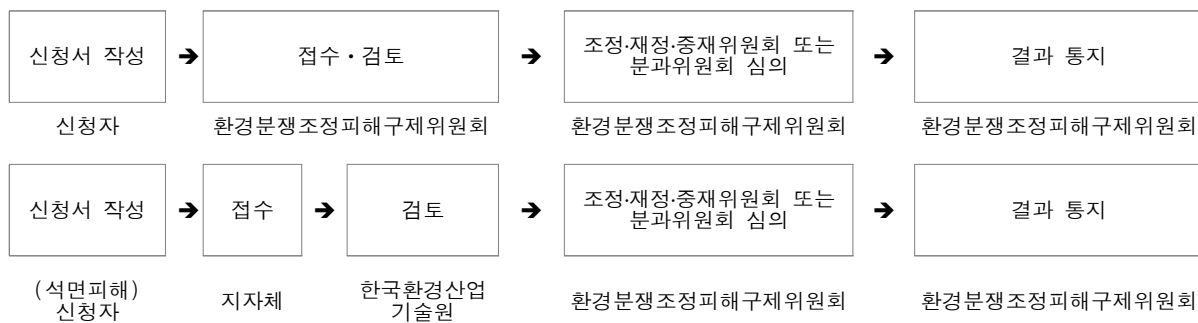 신청서 작성 ➔ 접수·검토 ➔ 조정·재정·중재위원회 또는
분과위원회 심의 ➔ 결과 통지
신청자 환경분쟁조정피해구제위원회 환경분쟁조정피해구제위원회 환경분쟁조정피해구제위원회
신청서 작성 ➔ 접수 ➔ 검토 ➔ 조정·재정·중재위원회 또는
분과위원회 심의 ➔ 결과 통지
(석면피해)
신청자
지자체
한국환경산업
기술원
환경분쟁조정피해구제위원회
환경분쟁조정피해구제위원회